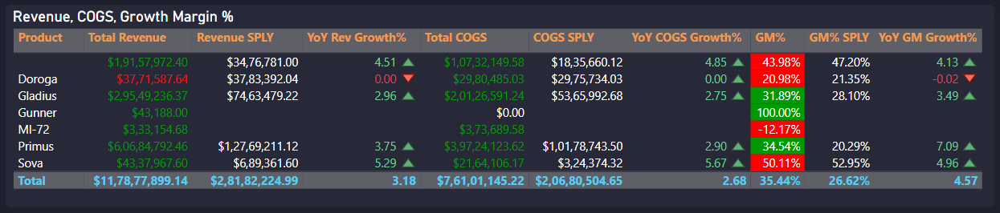 Revenue, COGS, Growth Margin %
Product Total Revenue Revenue SPLY YoY Rev Growth% Total COGS COGS SPLY YoY COGS Growth% GM% GM% SPLY YoY GM Growth%
$1,91,57,972.40 $34,76,781.00 4.51 $1,07,32,149.58 $18,35,660.12 4.85 43.98% 47.20% 4.13
Doroga $37,71,587.64 $37,83,392.04 0.00 $29,80,485.03 $29,75,734.03 0.00 20.98% 21.35% -0.02
Gladius $2,95,49,236.37 $74,63,479.22 2.96 $2,01,26,591.24 $53,65,992.68 2.75 31.89% 28.10% 3.49
Gunner $43,188.00 $0.00 100.00%
MI-72 $3,33,154.68 $3,73,689.58 -12.17%
Primus $6,06,84,792.46 $1,27,69,211.12 3.75 $3,97,24,123.62 $1,01,78,743.50 2.90 34.54% 20.29% 7.09
Sova $43,37,967.60 $6,89,361.60 5.29 $21,64,106.17 $3,24,374.32 5.67 50.11% 52.95% 4.96
Total $11,78,77,899.14 $2,81,82,224.99 3.18 $7,61,01,145.22 $2,06,80,504.65 2.68 35.44% 26.62% 4.57